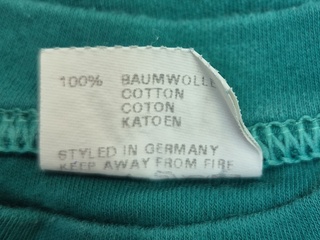 100% BAUMWOLLE
COTTON
COTON
KATOEN
STYLED IN GERMANY
KEEP AWAY FROM FIRE